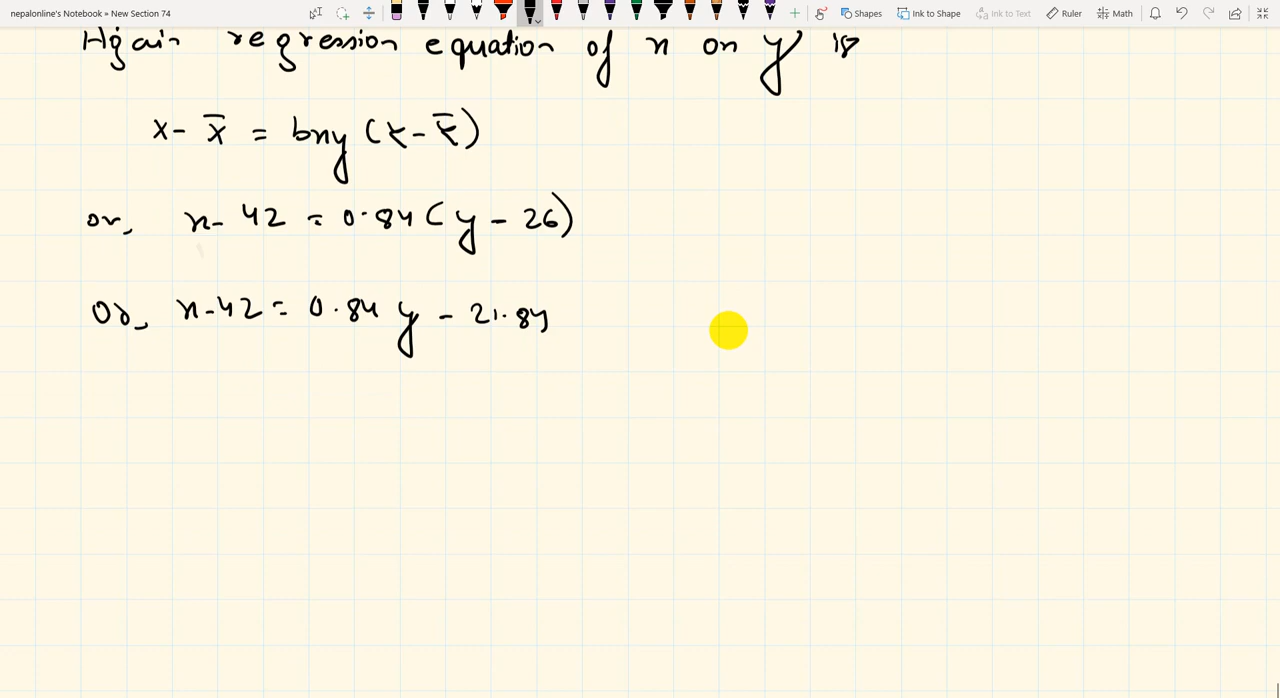 nepalonline's Notebook » New Section 74
Shapes Ink to Shape Ink to Text Ruler Math
Again regression equation of x on y is
x - x̄ = bxy (Y - Ȳ)
or, x - 42 = 0.84 (y - 26)
Or, x - 42 = 0.84 y - 21.84